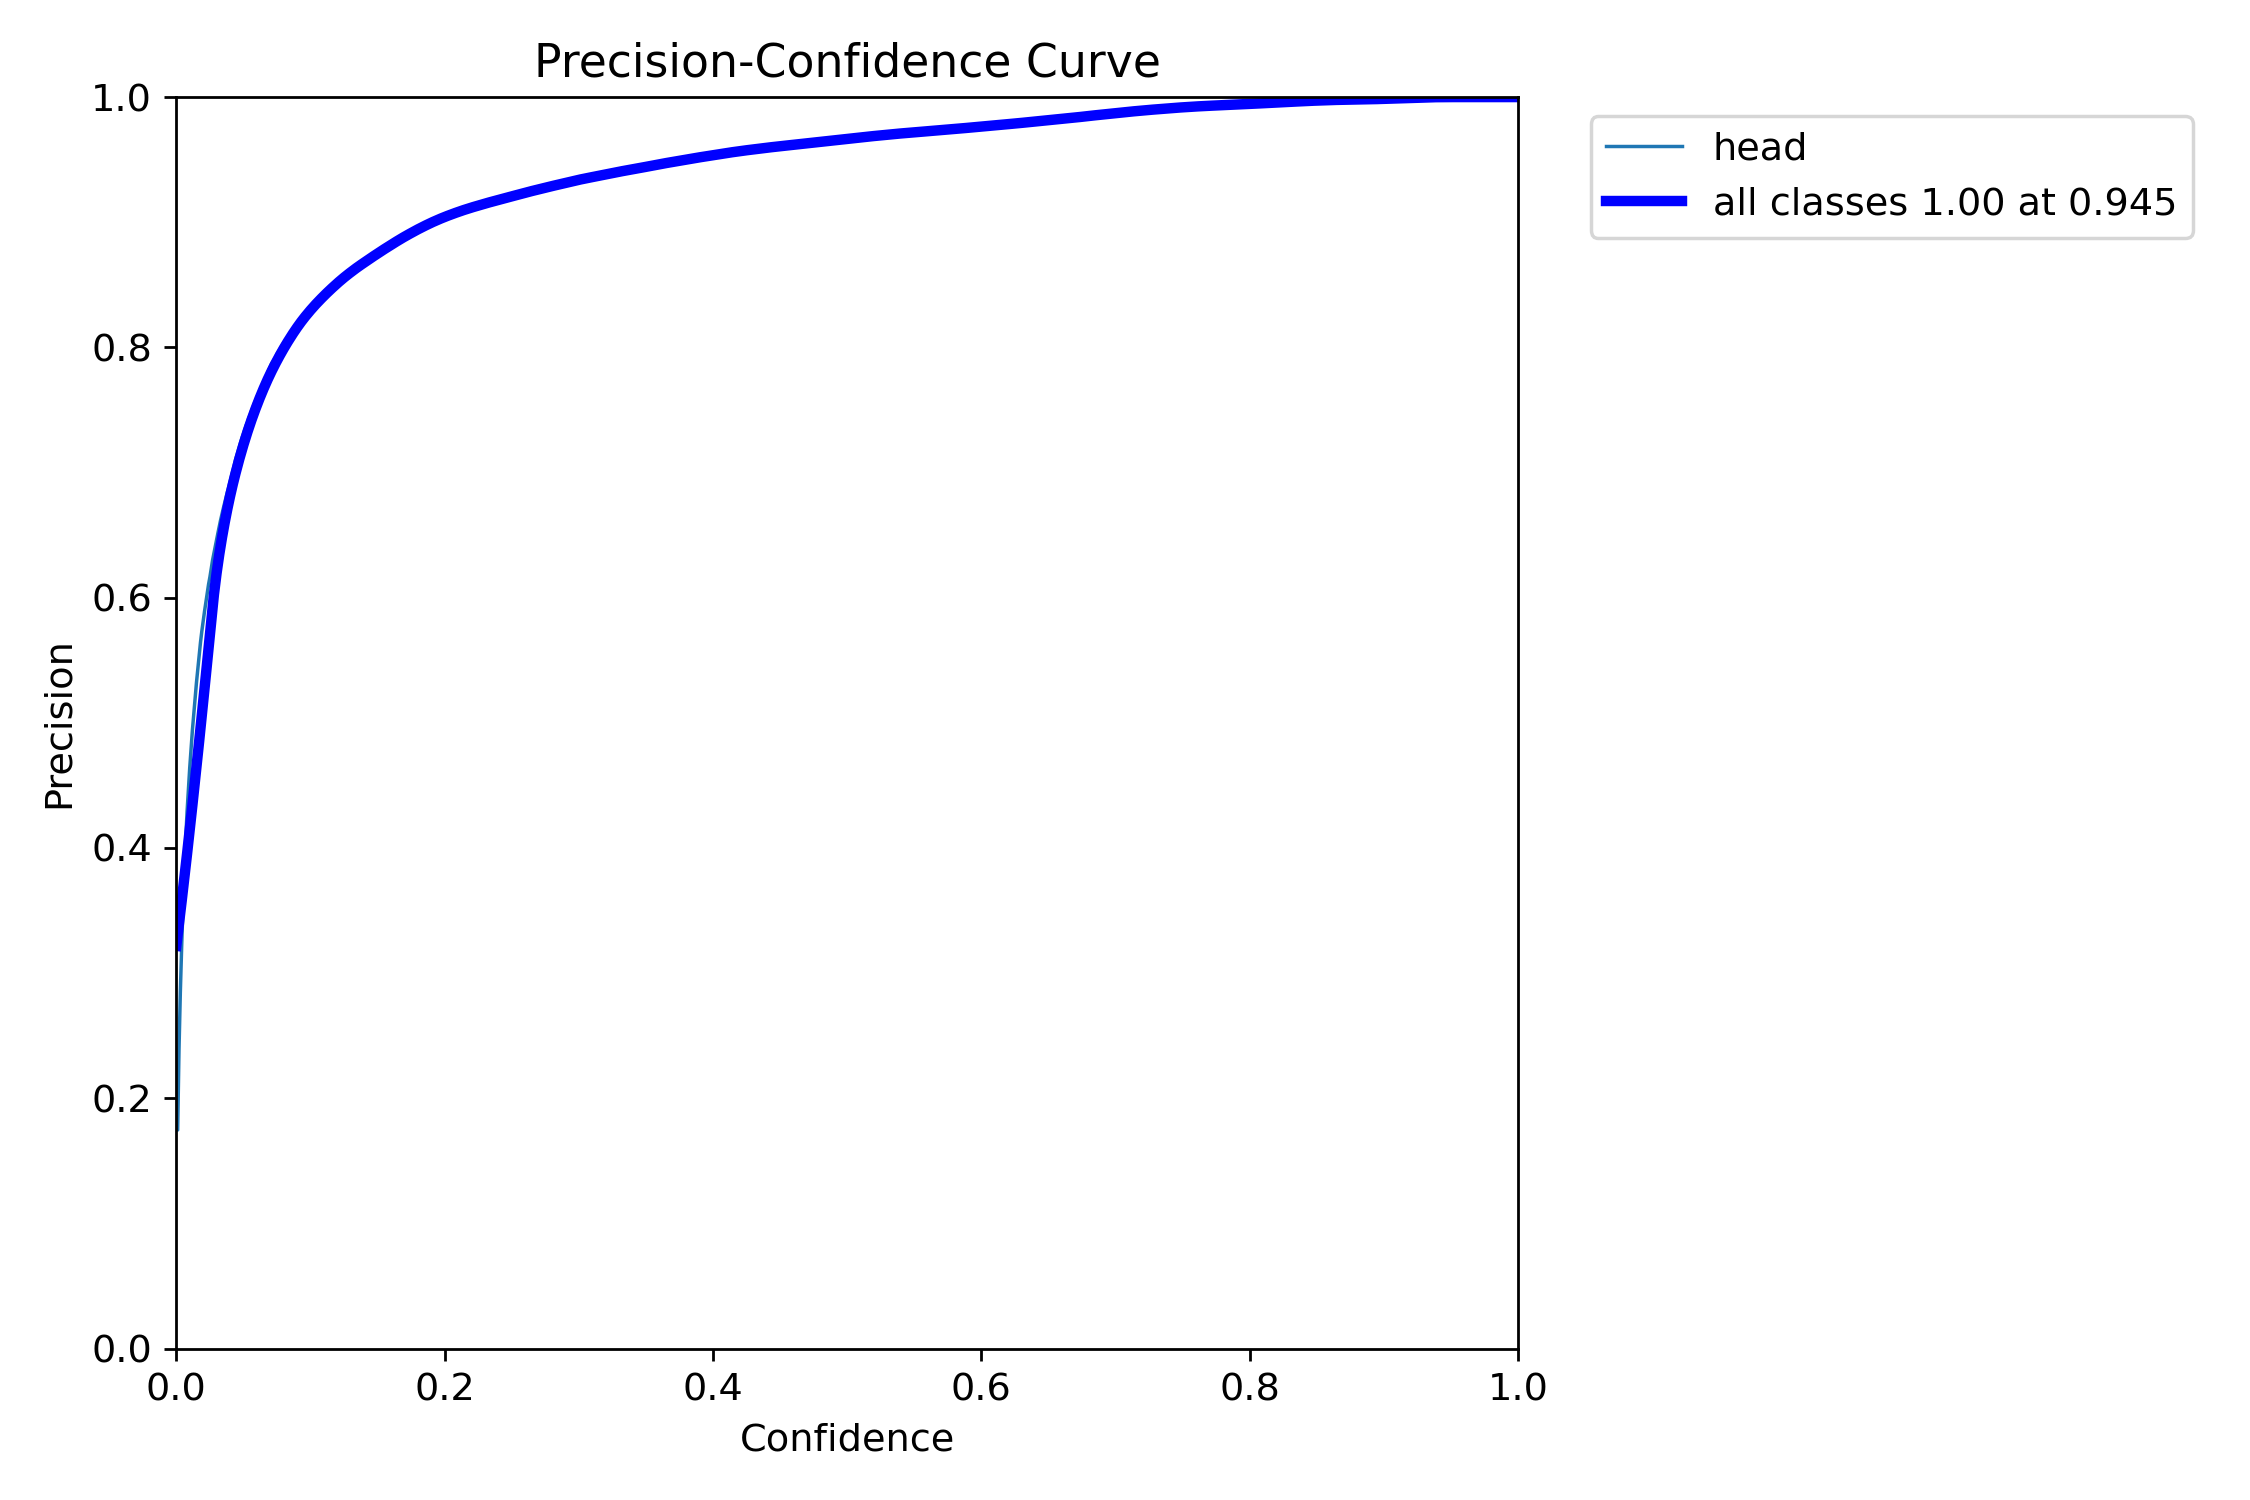 Precision-Confidence Curve
1.0
0.8
0.6
0.4
0.2
0.0
Precision
0.0 0.2 0.4 0.6 0.8 1.0
Confidence
head
all classes 1.00 at 0.945